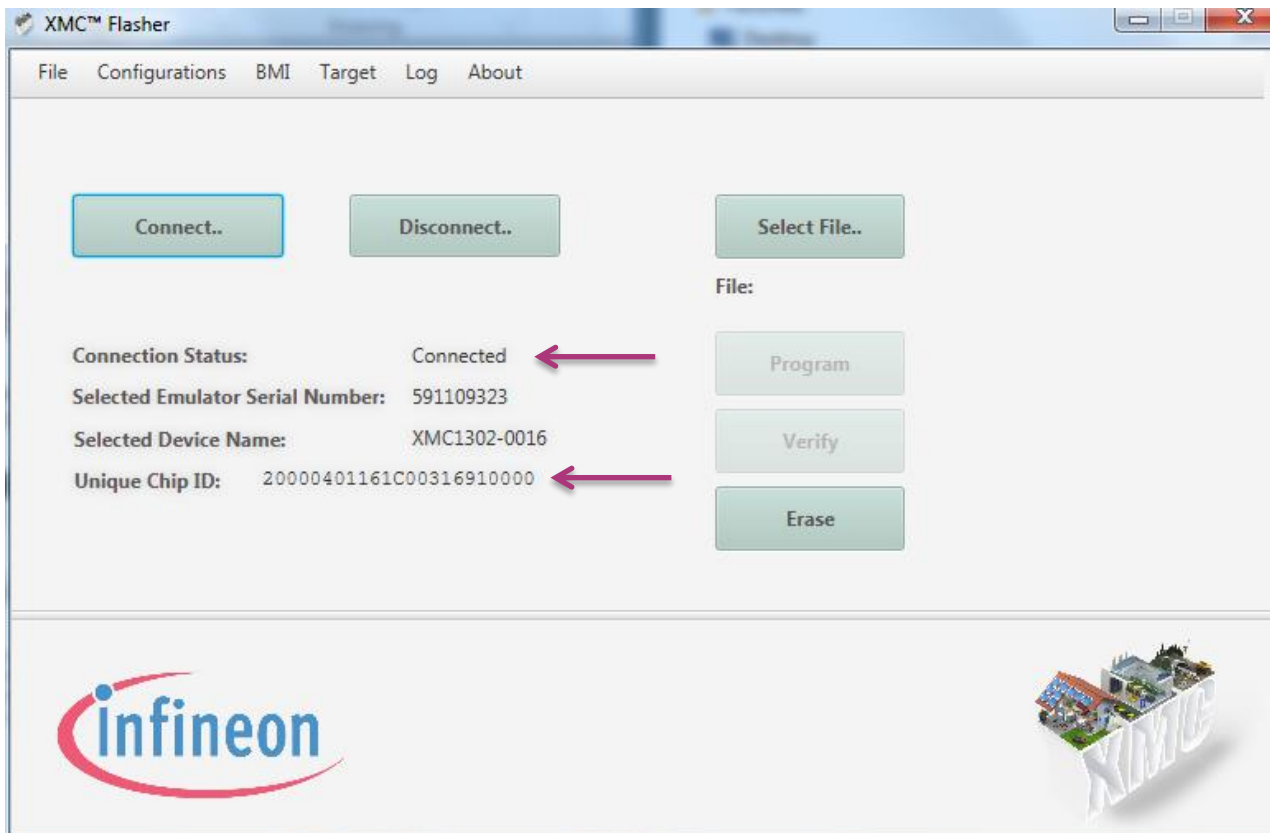 XMC™ Flasher
File Configurations BMI Target Log About
Connect.. Disconnect.. Select File..
File:
Connection Status: Connected
Program
Selected Emulator Serial Number: 591109323
Selected Device Name: XMC1302-0016
Verify
Unique Chip ID: 20000401161C00316910000
Erase
infineon
XMC